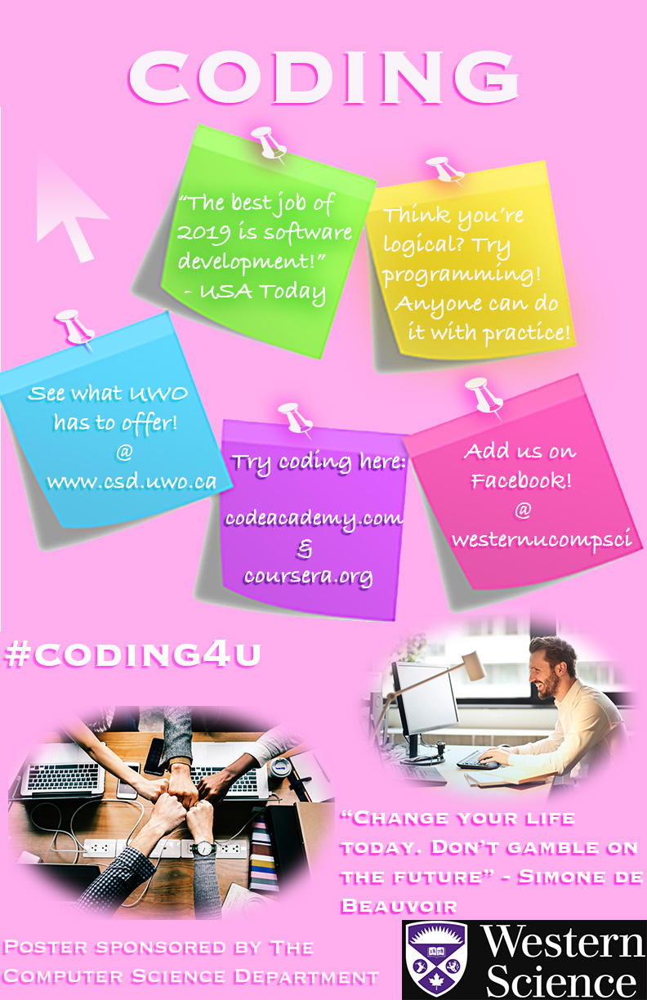 CODING
“The best job of
2019 is software
development!”
- USA Today
Think you're
logical? Try
programming!
Anyone can do
it with practice!
See what UWO
has to offer!
@
www.csd.uwo.ca
Try coding here:
codeacademy.com
&
coursera.org
Add us on
Facebook!
@
westernucompsci
#CODING4U
“Change your life
today. Don't gamble on
the future” - Simone de
Beauvoir
Poster sponsored by The
Computer Science Department
1878
Western
Science